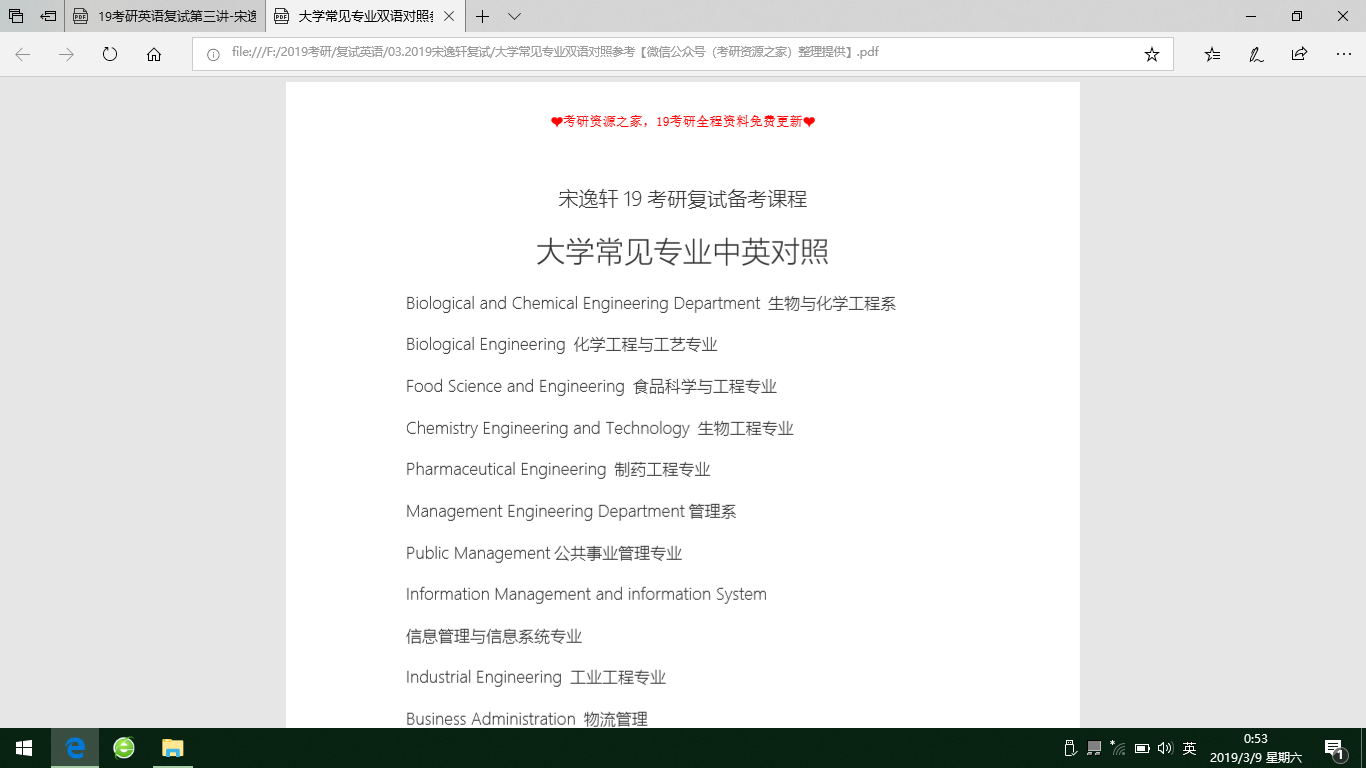 19考研英语复试第三讲-宋逸
大学常见专业双语对照参
file:///F:/2019考研/复试英语/03.2019宋逸轩复试/大学常见专业双语对照参考【微信公众号（考研资源之家）整理提供】.pdf
❤考研资源之家，19考研全程资料免费更新❤
宋逸轩 19 考研复试备考课程
大学常见专业中英对照
Biological and Chemical Engineering Department 生物与化学工程系
Biological Engineering 化学工程与工艺专业
Food Science and Engineering 食品科学与工程专业
Chemistry Engineering and Technology 生物工程专业
Pharmaceutical Engineering 制药工程专业
Management Engineering Department 管理系
Public Management 公共事业管理专业
Information Management and information System
信息管理与信息系统专业
Industrial Engineering 工业工程专业
Business Administration 物流管理
英
0:53
2019/3/9 星期六
1